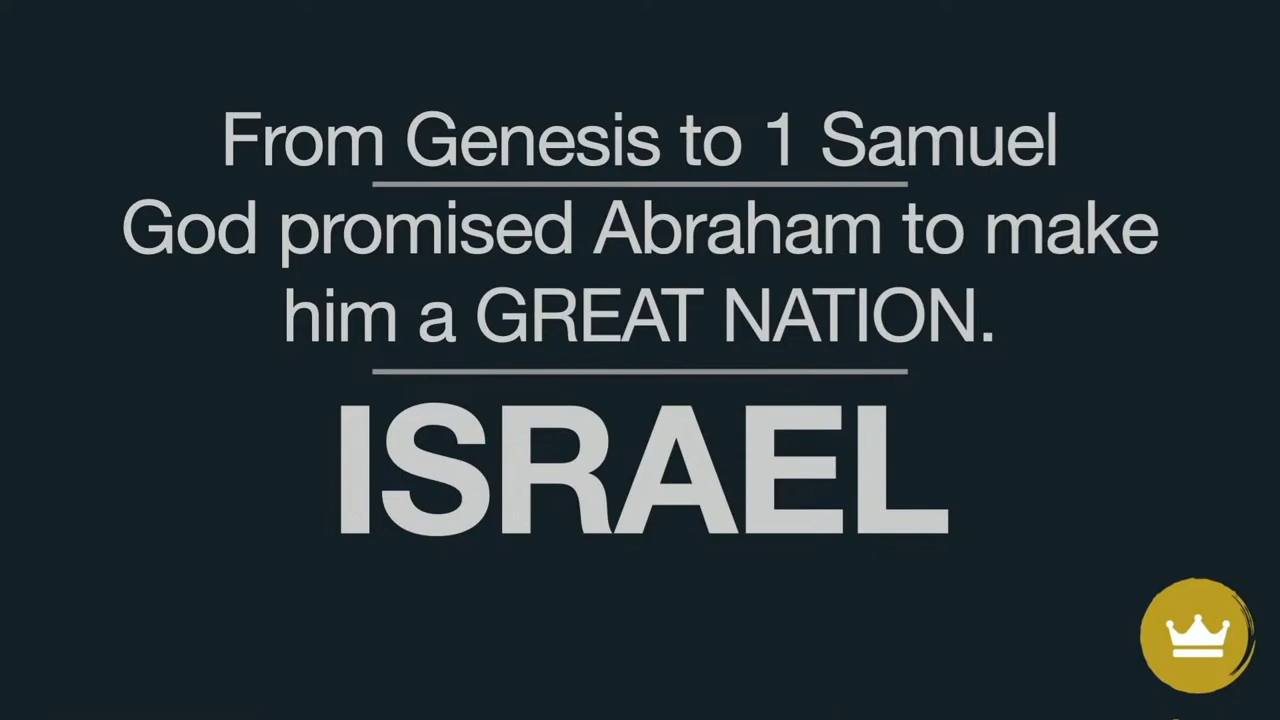 From Genesis to 1 Samuel
God promised Abraham to make
him a GREAT NATION.
ISRAEL